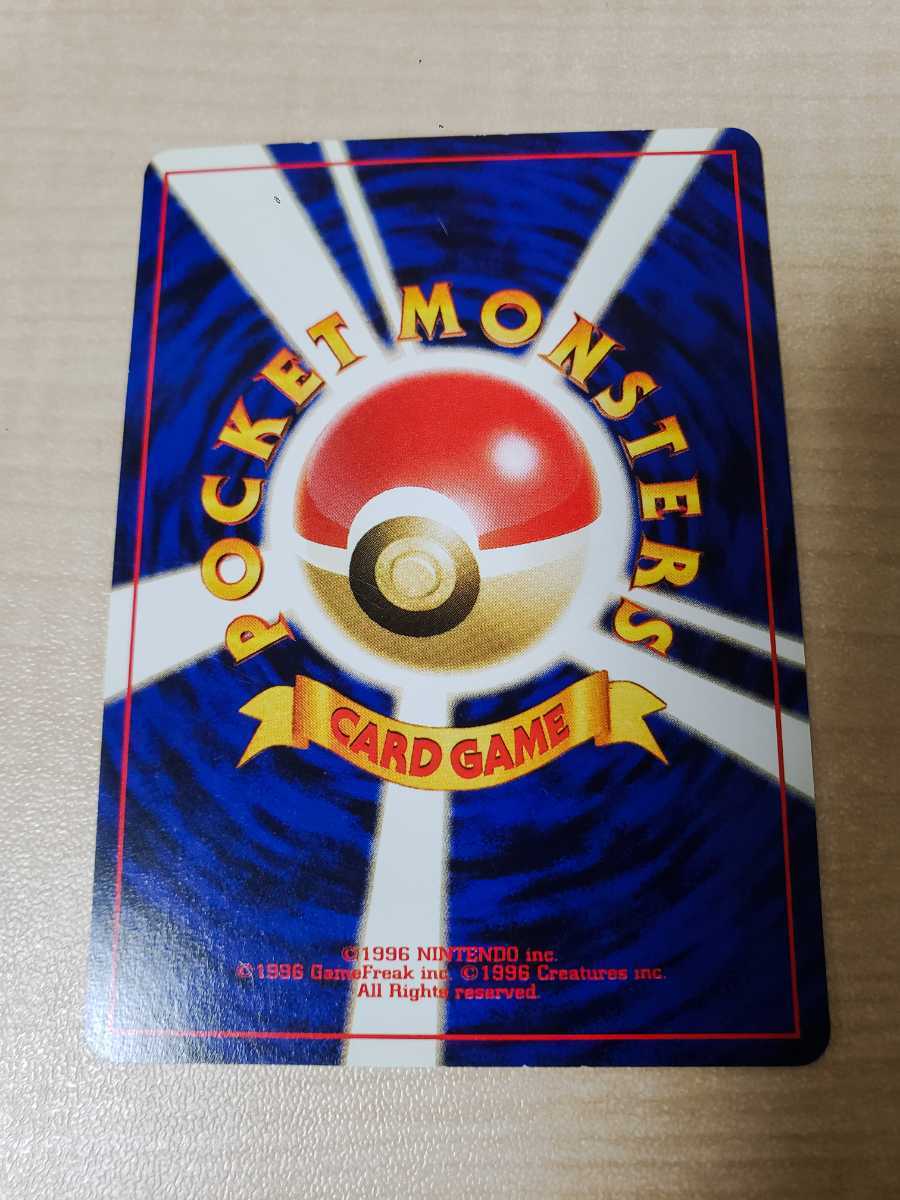 POCKET MONSTERS
CARD GAME
©1996 NINTENDO inc.
©1996 GameFreak inc. ©1996 Creatures inc.
All Rights reserved.